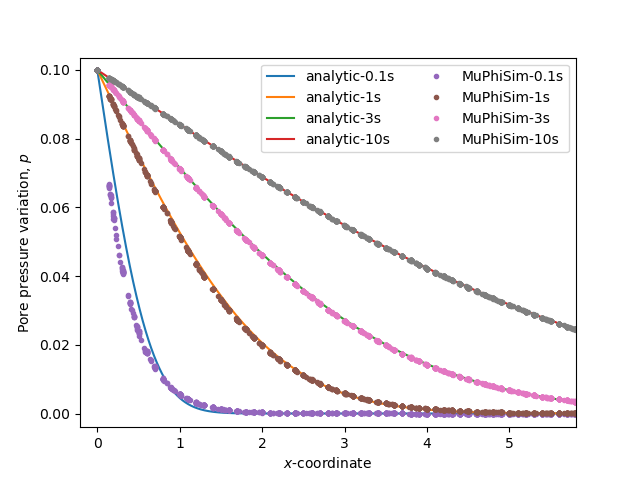 analytic-0.1s
analytic-1s
analytic-3s
analytic-10s
MuPhiSim-0.1s
MuPhiSim-1s
MuPhiSim-3s
MuPhiSim-10s
Pore pressure variation, p
0.10
0.08
0.06
0.04
0.02
0.00
0 1 2 3 4 5
x-coordinate